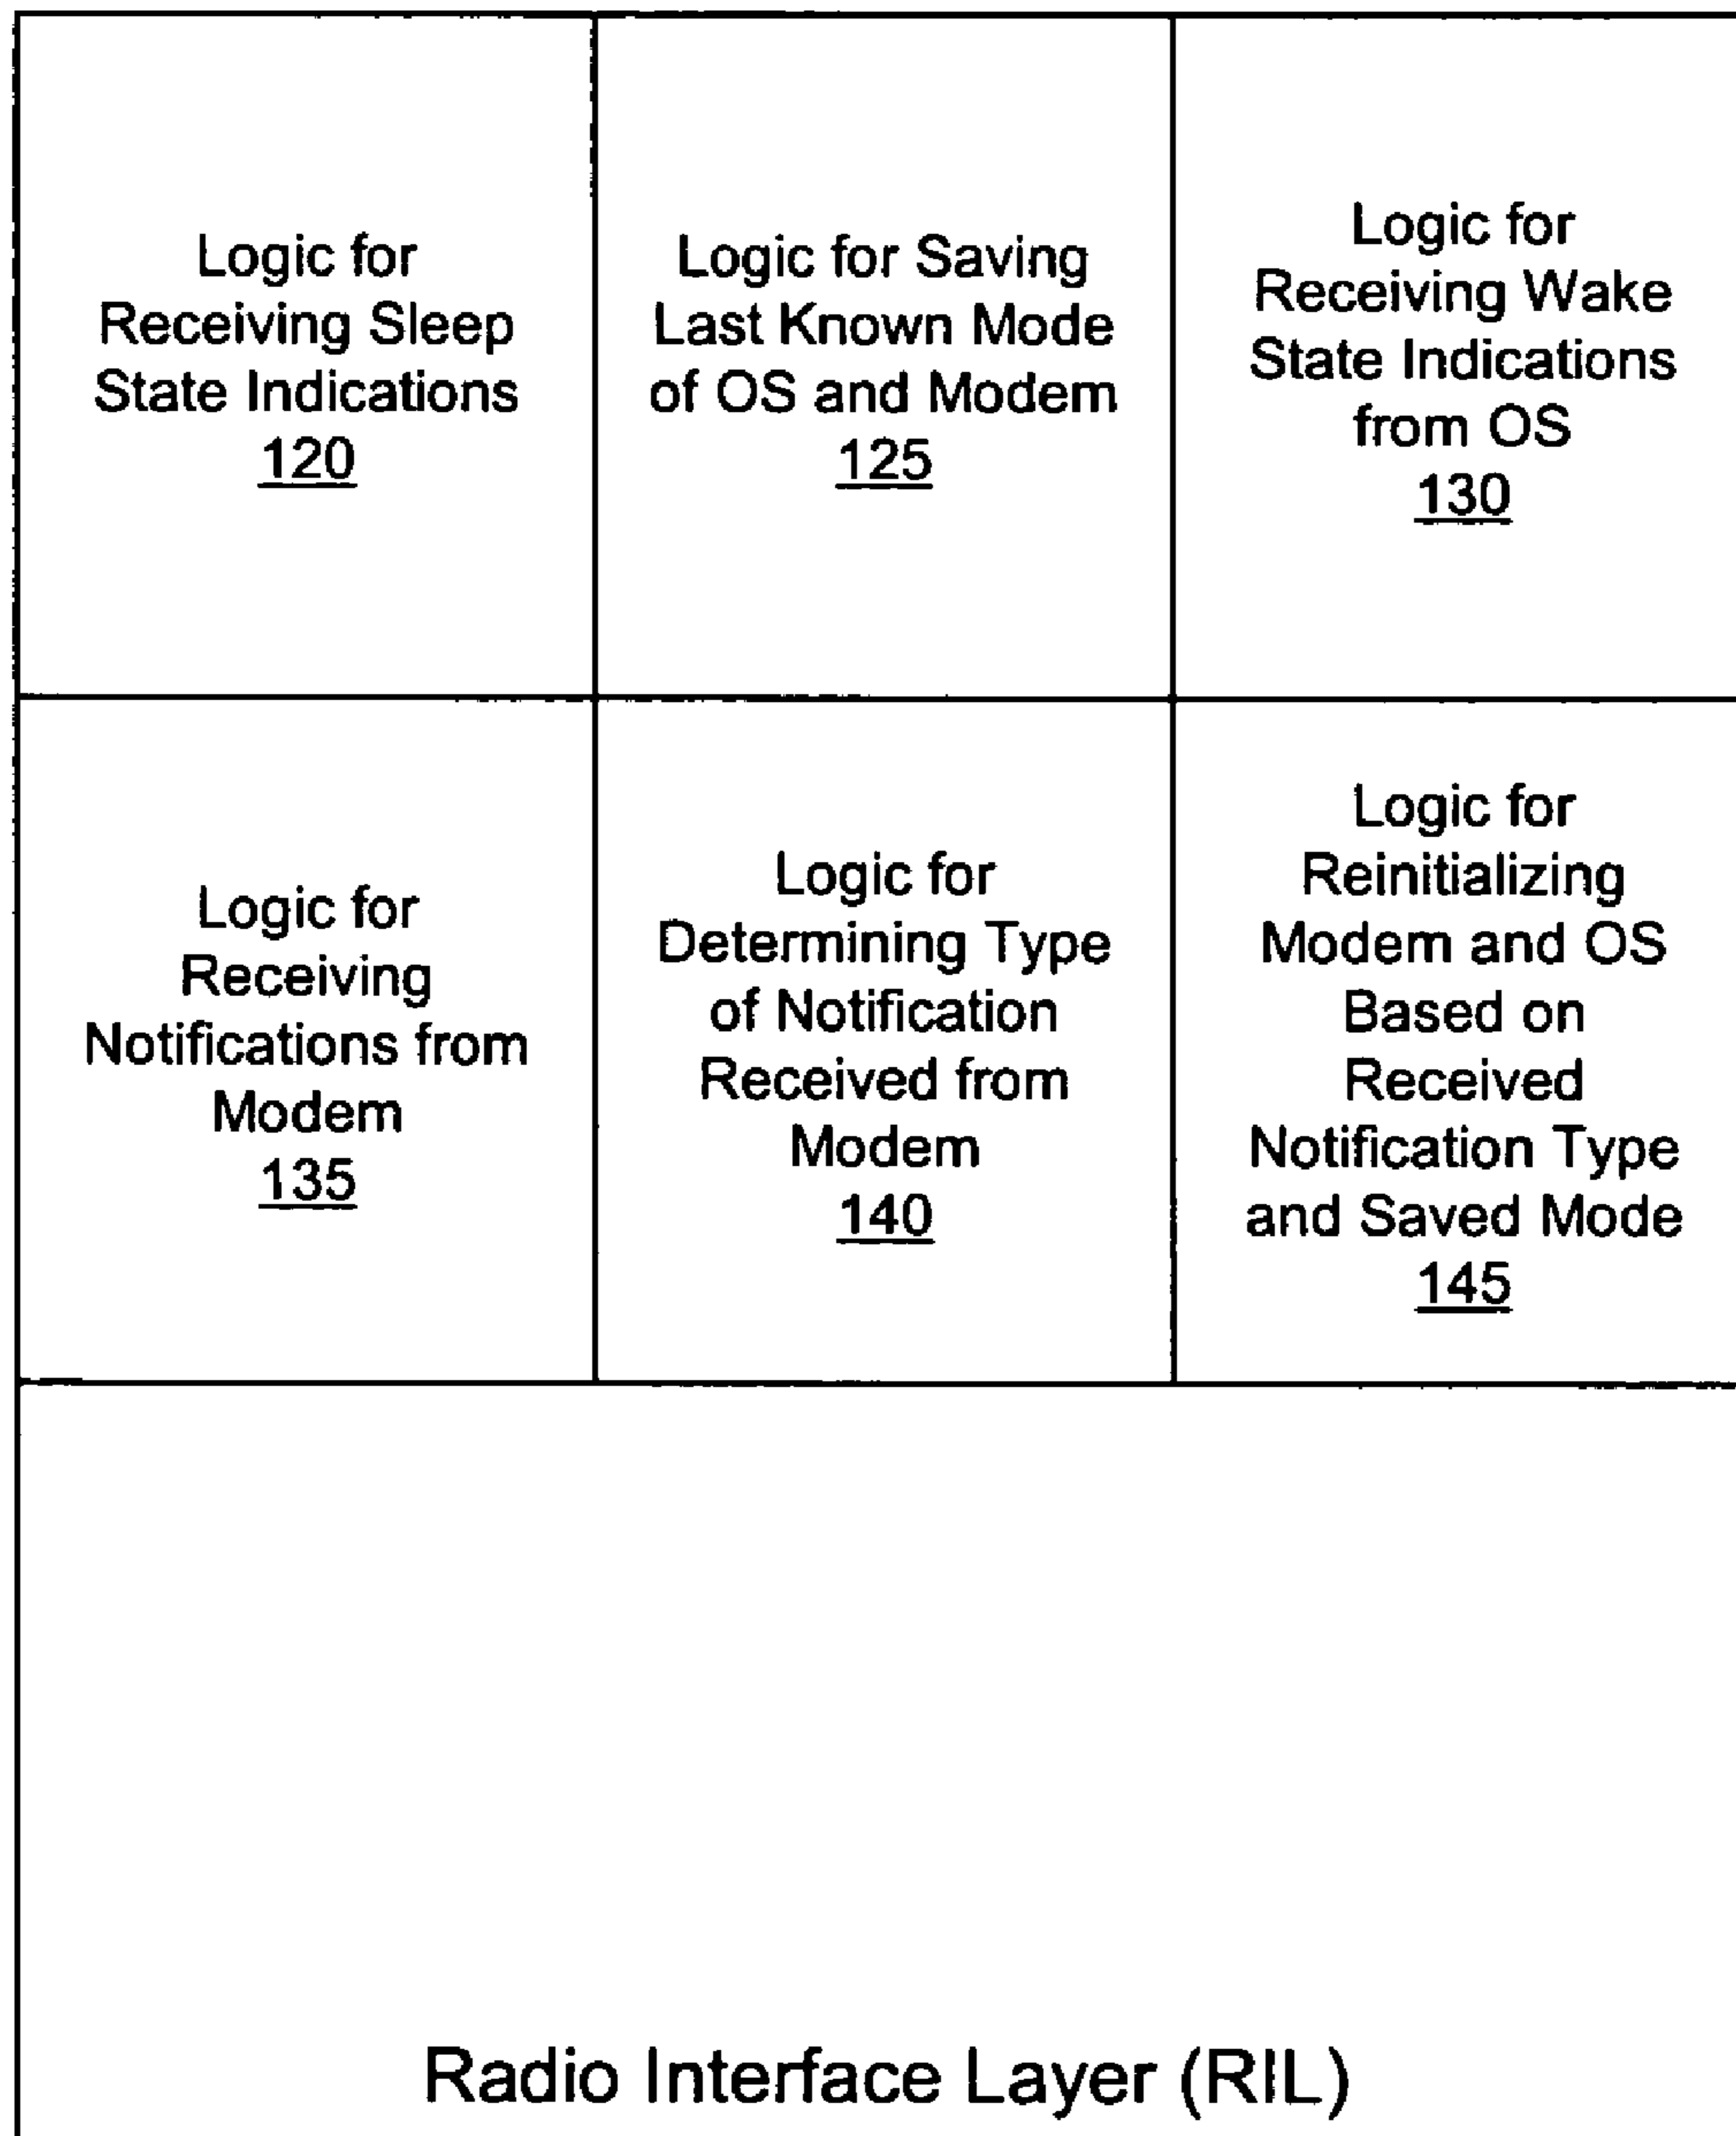 Logic for
Receiving Sleep
State Indications
120
Logic for Saving
Last Known Mode
of OS and Modem
125
Logic for
Receiving Wake
State Indications
from OS
130
Logic for
Receiving
Notifications from
Modem
135
Logic for
Determining Type
of Notification
Received from
Modem
140
Logic for
Reinitializing
Modem and OS
Based on
Received
Notification Type
and Saved Mode
145
Radio Interface Layer (RIL)